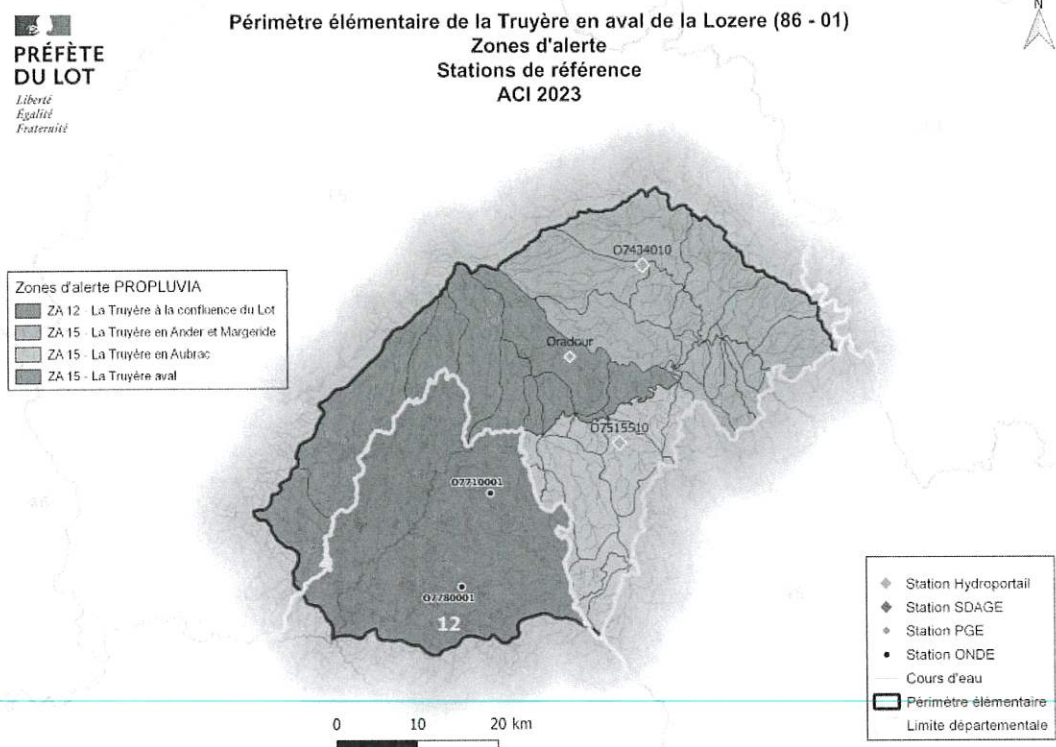 PRÉFÈTE
DU LOT
Liberté
Égalité
Fraternité
Périmètre élémentaire de la Truyère en aval de la Lozere (86 - 01)
Zones d'alerte
Stations de référence
ACI 2023
N
Zones d'alerte PROPLUVIA
ZA 12 - La Truyère à la confluence du Lot
ZA 15 - La Truyère en Ander et Margeride
ZA 15 - La Truyère en Aubrac
ZA 15 - La Truyère aval
O7434010
Oradour
O7515510
O7710001
O7780001
12
Station Hydroportail
Station SDAGE
Station PGE
Station ONDE
Cours d'eau
Périmètre élémentaire
Limite départementale
0 10 20 km